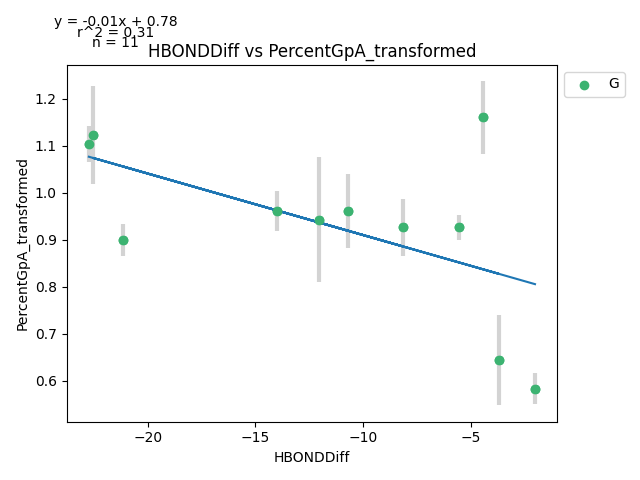 y = -0.01x + 0.78
r^2 = 0.31
n = 11
HBONDDiff vs PercentGpA_transformed
G
PercentGpA_transformed
1.2
1.1
1.0
0.9
0.8
0.7
0.6
−20
−15
−10
−5
HBONDDiff